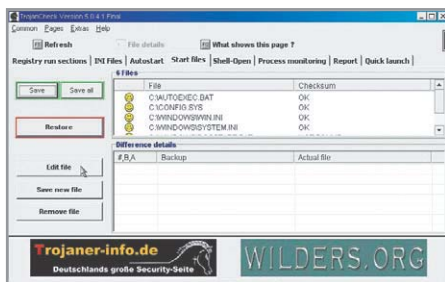 TrojanCheck Version 5.0.4.1 Final
Common Pages Extras Help
Refresh File details What shows this page ?
Registry run sections INI Files Autostart Start files Shell-Open Process monitoring Report Quick launch
6 Files
File Checksum
Save Save all
C:\AUTOEXEC.BAT OK
C:\CONFIG.SYS OK
C:\WINDOWS\WIN.INI OK
C:\WINDOWS\SYSTEM.INI OK
Restore
Difference details
#,B,A Backup Actual file
Edit file
Save new file
Remove file
Trojaner-info.de
Deutschlands große Security-Seite
WILDERS.ORG